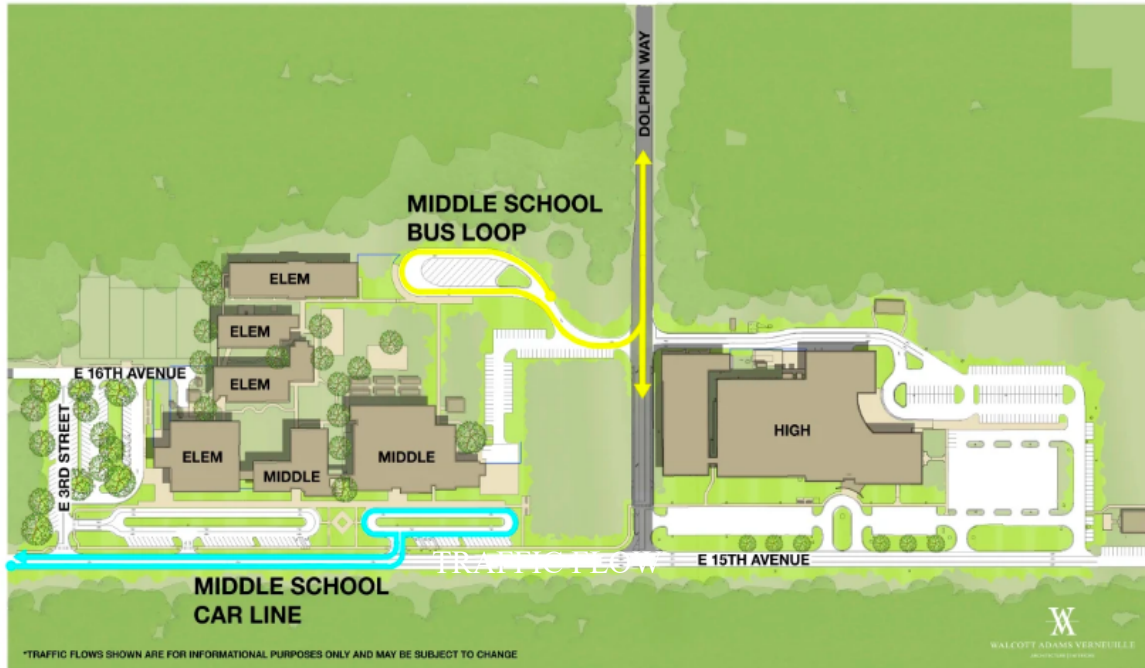 DOLPHIN WAY
MIDDLE SCHOOL
BUS LOOP
ELEM
ELEM
E 16TH AVENUE
ELEM
E 3RD STREET
ELEM
MIDDLE
MIDDLE
HIGH
TRAFFIC FLOW
E 15TH AVENUE
MIDDLE SCHOOL
CAR LINE
WALCOTT ADAMS VERNEUILLE
*TRAFFIC FLOWS SHOWN ARE FOR INFORMATIONAL PURPOSES ONLY AND MAY BE SUBJECT TO CHANGE